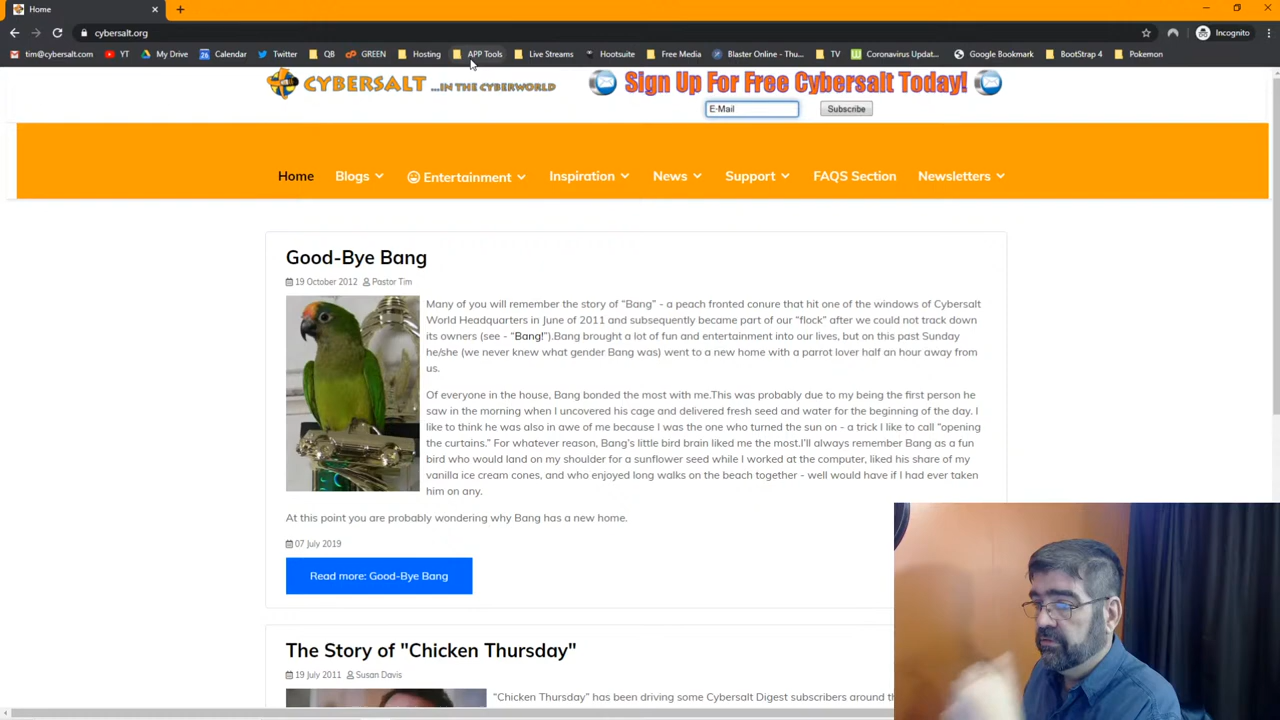 Home
cybersalt.org
Incognito
tim@cybersalt.com YT My Drive Calendar Twitter QB GREEN Hosting APP Tools Live Streams Hootsuite Free Media Blaster Online - Thu... TV Coronavirus Updat... Google Bookmark BootStrap 4 Pokemon
CYBERSALT ...IN THE CYBERWORLD
Sign Up For Free Cybersalt Today!
E-Mail Subscribe
Home Blogs Entertainment Inspiration News Support FAQS Section Newsletters
Good-Bye Bang
19 October 2012 Pastor Tim
Many of you will remember the story of “Bang” - a peach fronted conure that hit one of the windows of Cybersalt
World Headquarters in June of 2011 and subsequently became part of our “flock” after we could not track down
its owners (see - “Bang!”).Bang brought a lot of fun and entertainment into our lives, but on this past Sunday
he/she (we never knew what gender Bang was) went to a new home with a parrot lover half an hour away from
us.
Of everyone in the house, Bang bonded the most with me.This was probably due to my being the first person he
saw in the morning when I uncovered his cage and delivered fresh seed and water for the beginning of the day. I
like to think he was also in awe of me because I was the one who turned the sun on - a trick I like to call “opening
the curtains.” For whatever reason, Bang’s little bird brain liked me the most.I’ll always remember Bang as a fun
bird who would land on my shoulder for a sunflower seed while I worked at the computer, liked his share of my
vanilla ice cream cones, and who enjoyed long walks on the beach together - well would have if I had ever taken
him on any.
At this point you are probably wondering why Bang has a new home.
07 July 2019
Read more: Good-Bye Bang
The Story of "Chicken Thursday"
19 July 2011 Susan Davis
“Chicken Thursday” has been driving some Cybersalt Digest subscribers around th